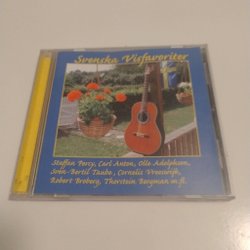 Svenska Visfavoriter
Staffan Percy, Carl Anton, Olle Adolphson,
Sven-Bertil Taube, Cornelis Vreeswijk,
Robert Broberg, Thorstein Bergman m.fl.